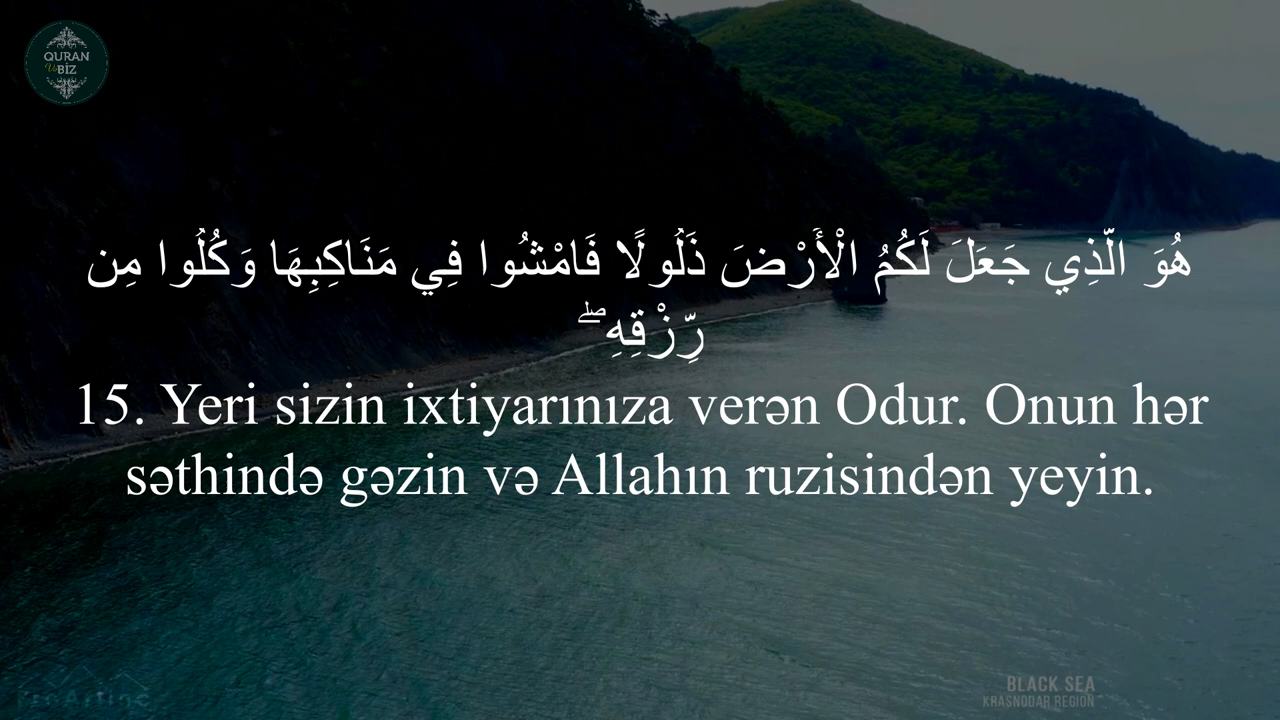 QURAN
Və BİZ
هُوَ الَّذِي جَعَلَ لَكُمُ الْأَرْضَ ذَلُولًا فَامْشُوا فِي مَنَاكِبِهَا وَكُلُوا مِن
رِّزْقِهِ ۖ
15. Yeri sizin ixtiyarınıza verən Odur. Onun hər
səthində gəzin və Allahın ruzisindən yeyin.
BLACK SEA
KRASNODAR REGION